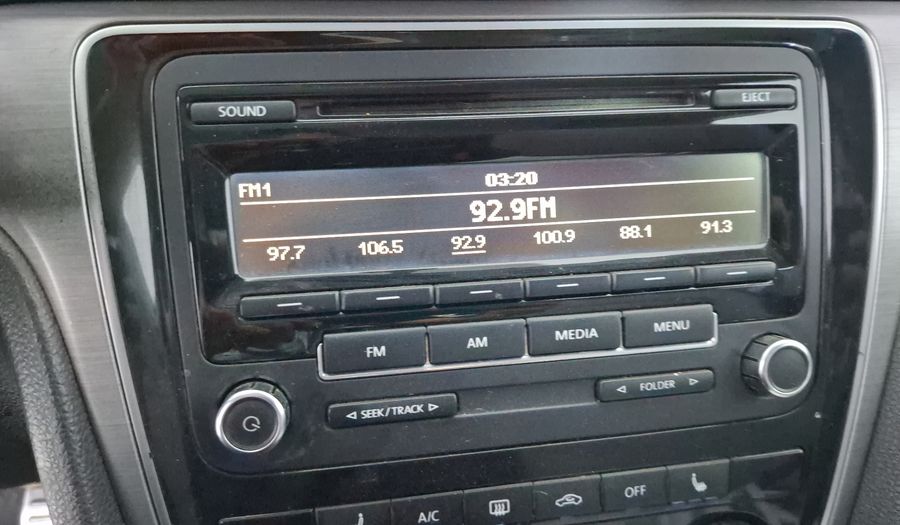 SOUND EJECT
FM1 03:20
92.9FM
97.7 106.5 92.9 100.9 88.1 91.3
FM AM MEDIA MENU
SEEK/TRACK FOLDER
A/C OFF